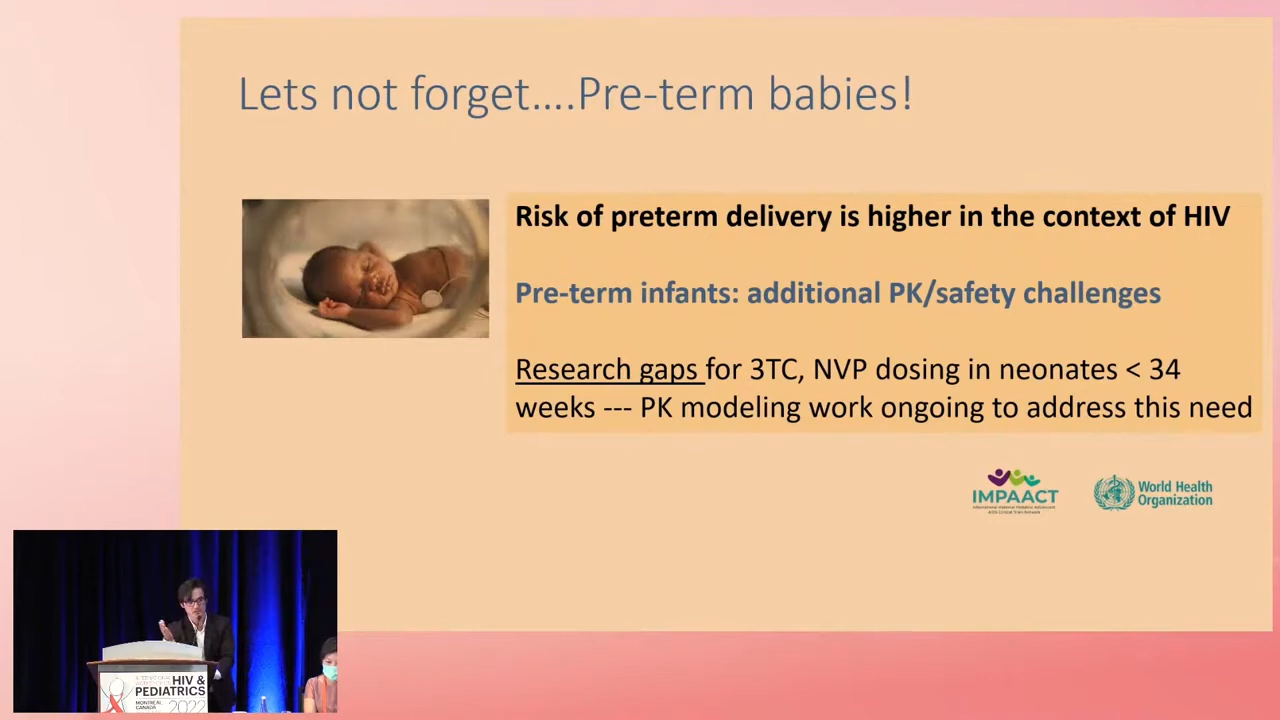 Lets not forget....Pre-term babies!
Risk of preterm delivery is higher in the context of HIV
Pre-term infants: additional PK/safety challenges
Research gaps for 3TC, NVP dosing in neonates < 34
weeks --- PK modeling work ongoing to address this need
IMPAACT
World Health
Organization
HIV &
PEDIATRICS
MONTREAL
CANADA
2022